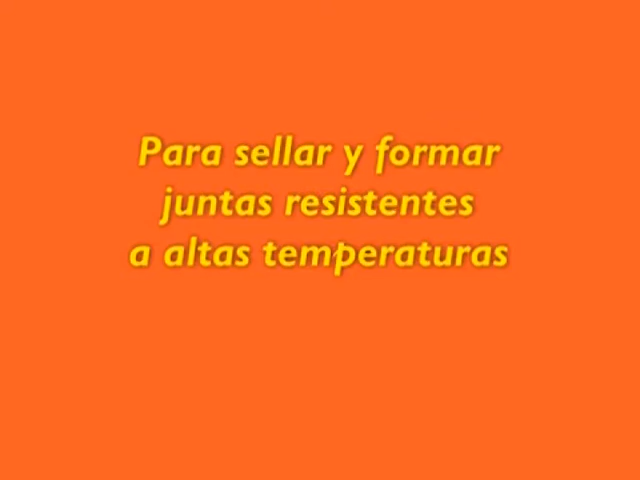 Para sellar y formar
juntas resistentes
a altas temperaturas